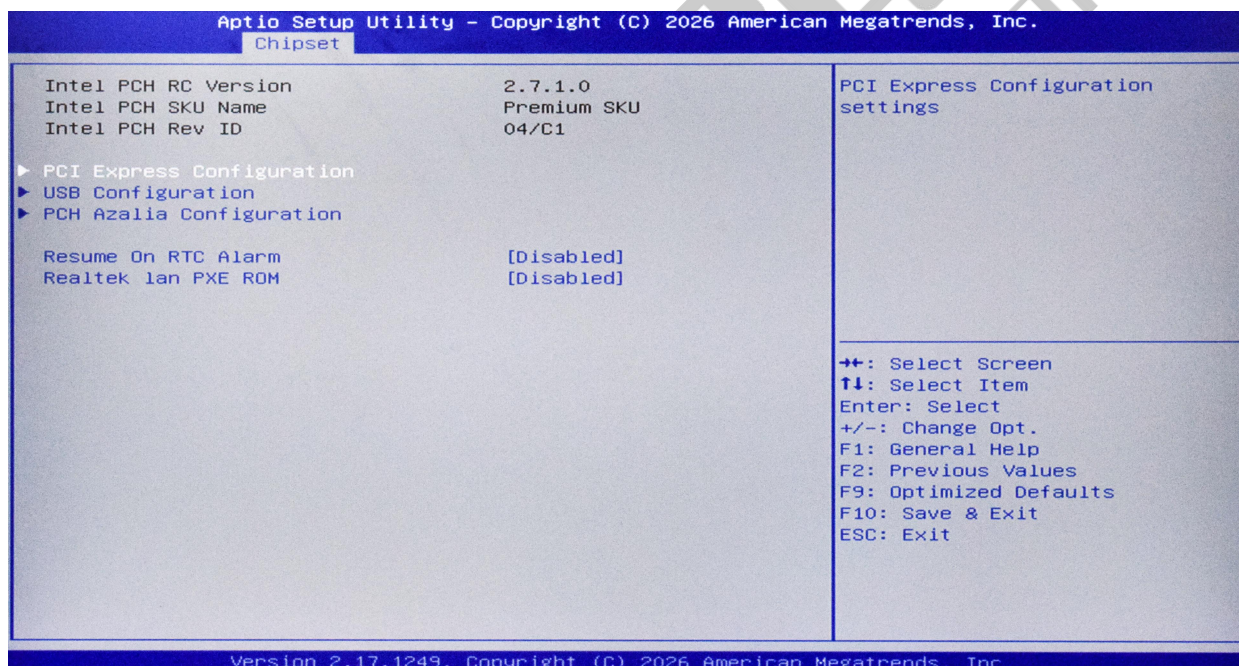 Aptio Setup Utility – Copyright (C) 2026 American Megatrends, Inc.
Chipset
Intel PCH RC Version 2.7.1.0
Intel PCH SKU Name Premium SKU
Intel PCH Rev ID 04/C1
▶ PCI Express Configuration
▶ USB Configuration
▶ PCH Azalia Configuration
Resume On RTC Alarm [Disabled]
Realtek lan PXE ROM [Disabled]
PCI Express Configuration
settings
→←: Select Screen
↑↓: Select Item
Enter: Select
+/-: Change Opt.
F1: General Help
F2: Previous Values
F9: Optimized Defaults
F10: Save & Exit
ESC: Exit
Version 2.17.1249. Copyright (C) 2026 American Megatrends, Inc.